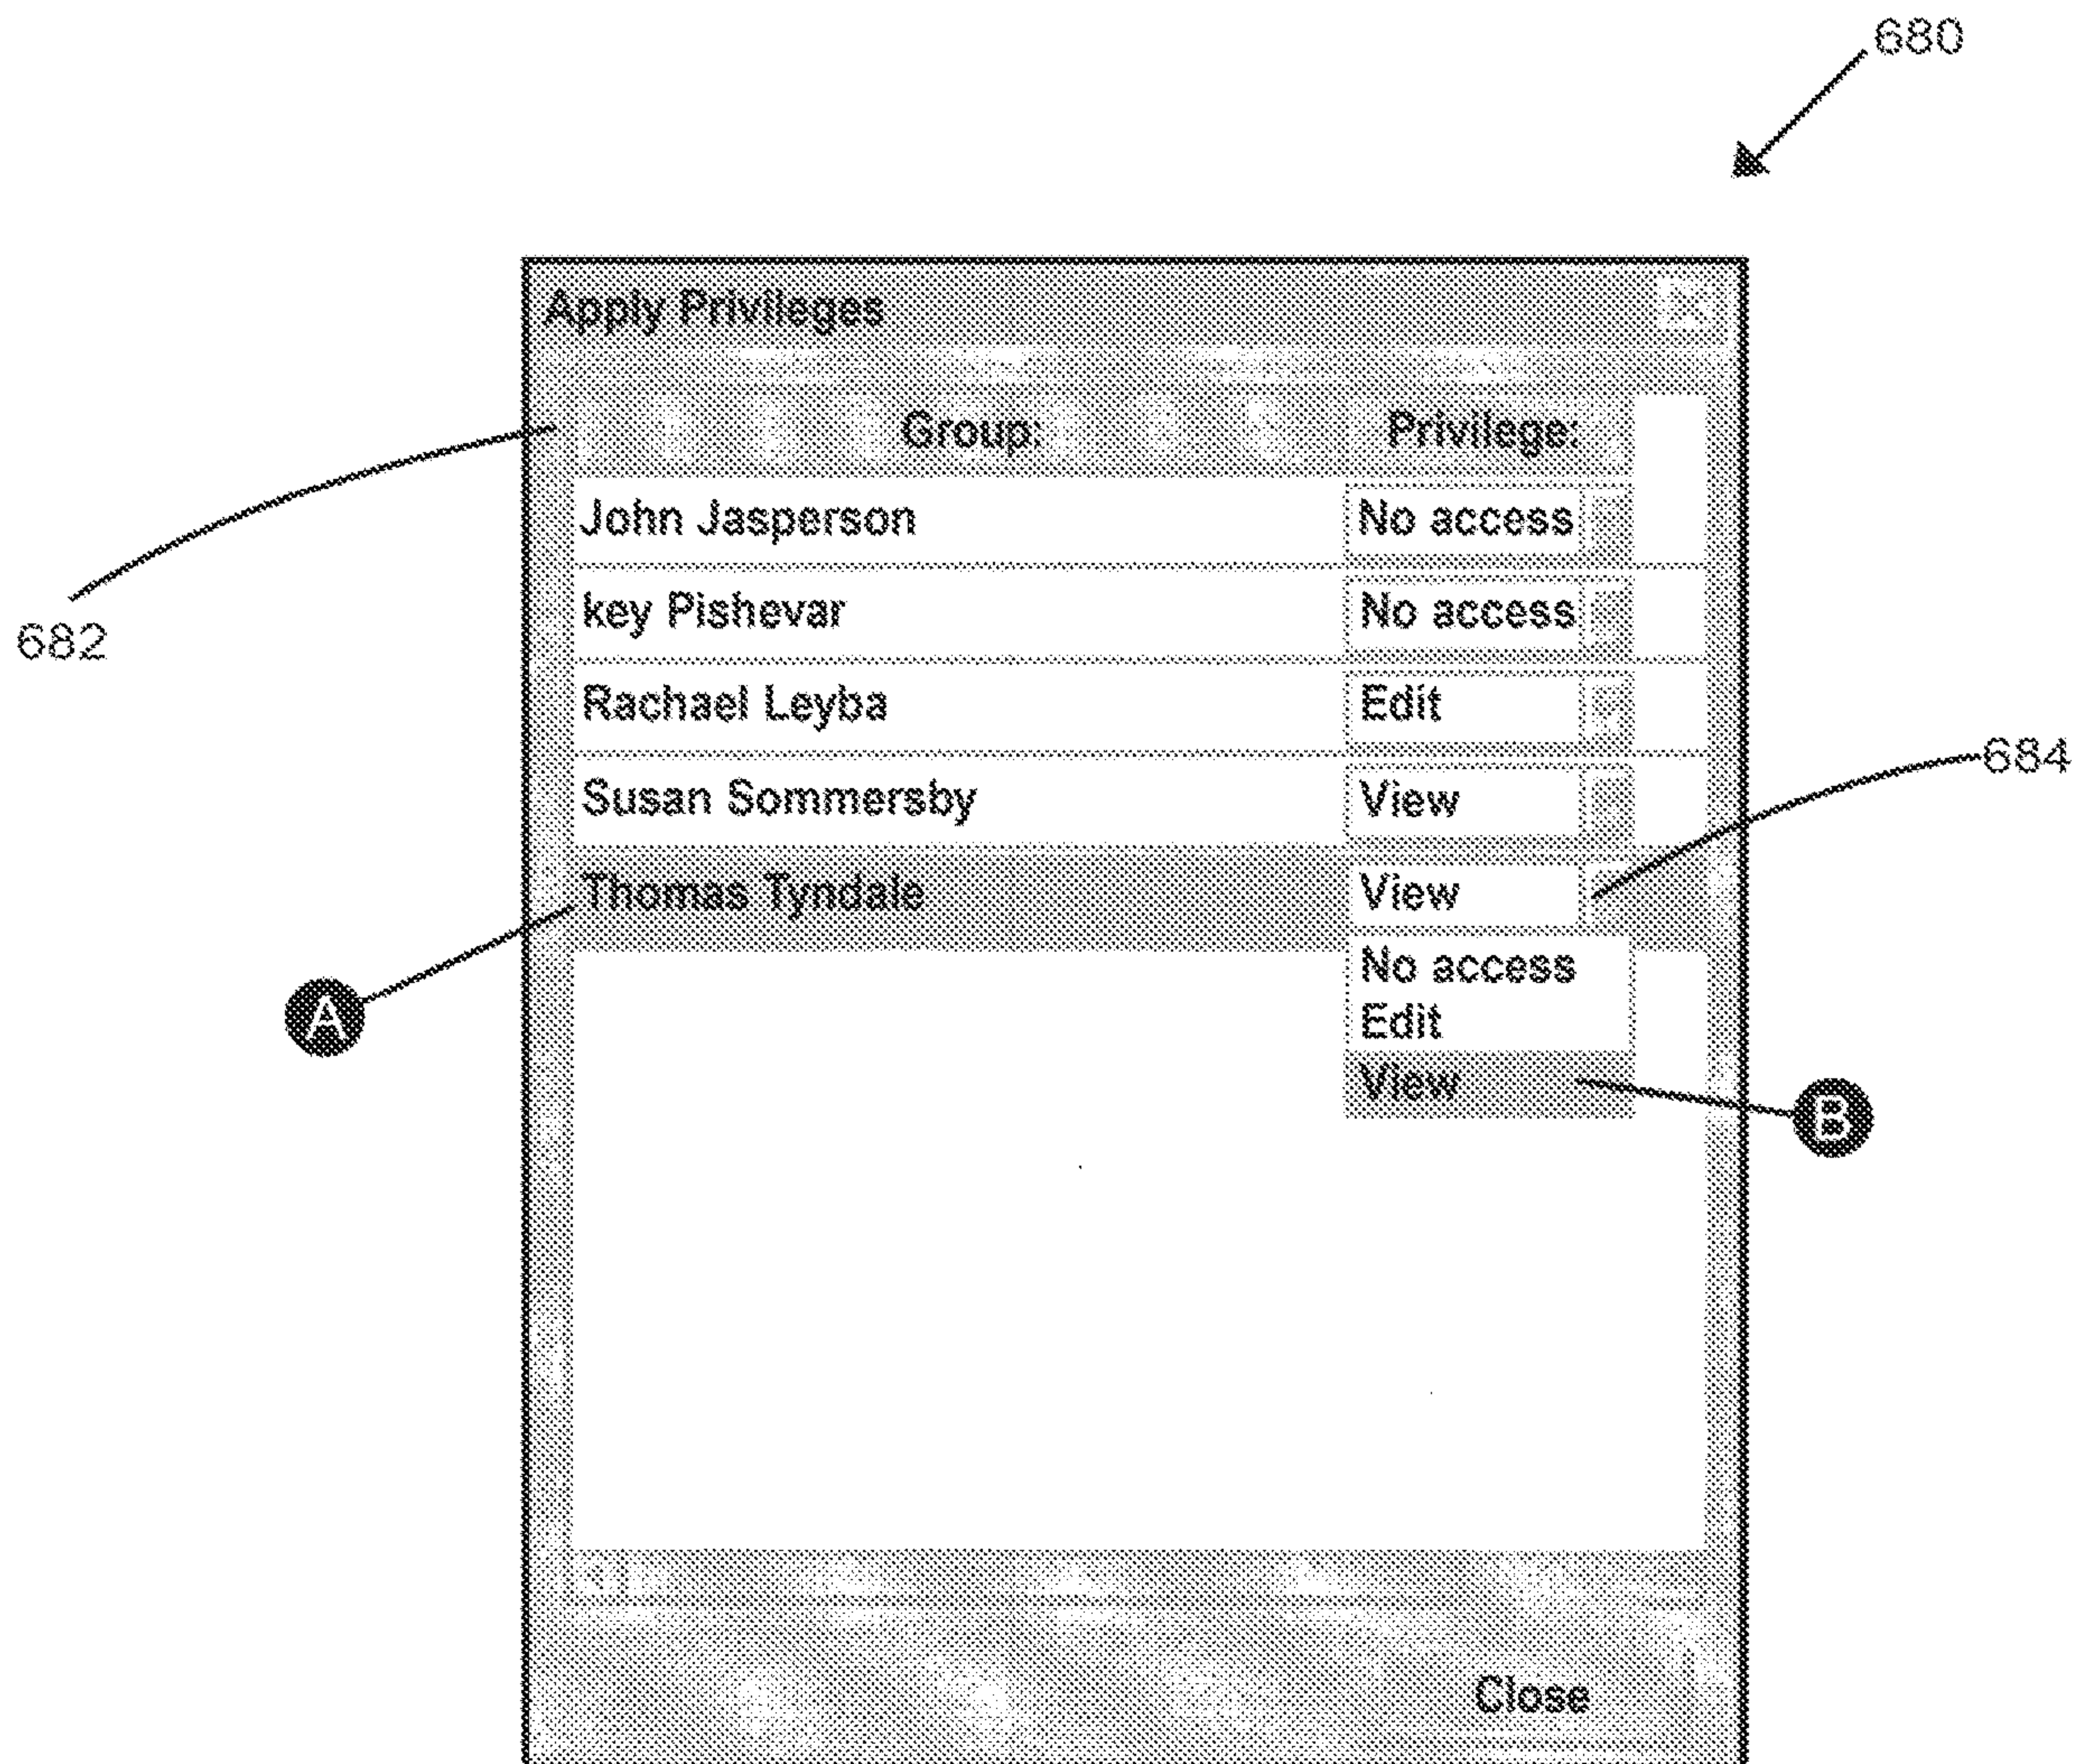 680
Apply Privileges
Group: Privilege:
John Jasperson No access
key Pishevar No access
682
Rachael Leyba Edit
684
Susan Sommersby View
Thomas Tyndale View
No access
A
Edit
View
B
Close